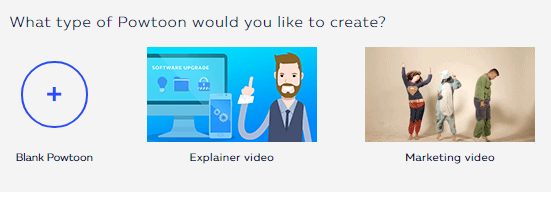 What type of Powtoon would you like to create?
SOFTWARE UPGRADE
Blank Powtoon
Explainer video
Marketing video